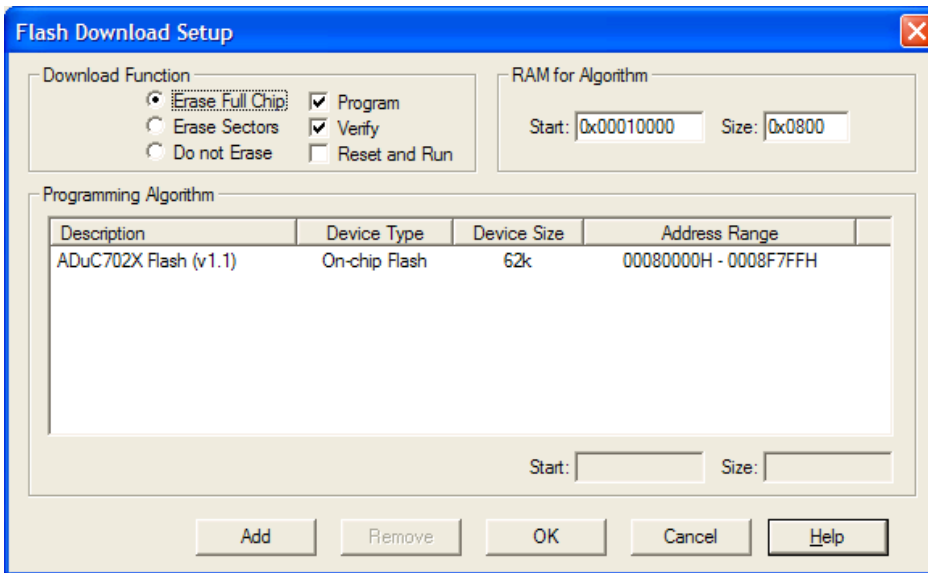 Flash Download Setup
Download Function
Erase Full Chip
Program
Erase Sectors
Verify
Do not Erase
Reset and Run
RAM for Algorithm
Start: 0x00010000 Size: 0x0800
Programming Algorithm
Description Device Type Device Size Address Range
ADuC702X Flash (v1.1) On-chip Flash 62k 00080000H - 0008F7FFH
Start: Size:
Add Remove OK Cancel Help